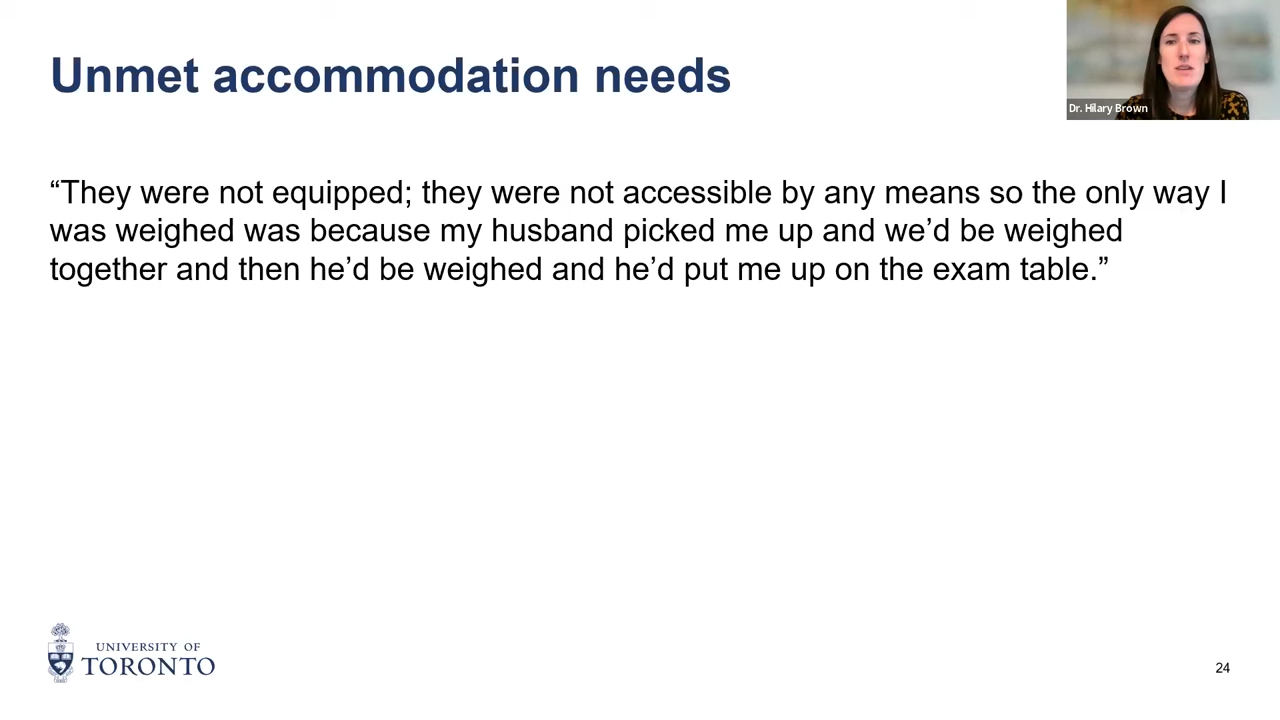 Unmet accommodation needs
Dr. Hilary Brown
“They were not equipped; they were not accessible by any means so the only way I
was weighed was because my husband picked me up and we’d be weighed
together and then he’d be weighed and he’d put me up on the exam table.”
UNIVERSITY OF
TORONTO
24